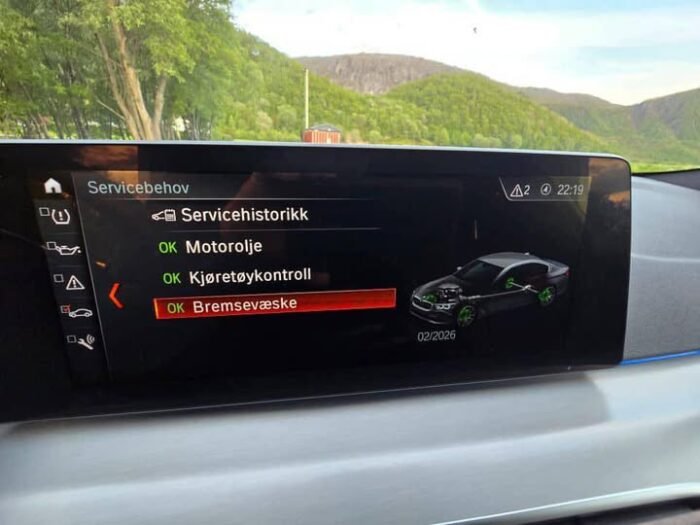 Servicebehov
2
22:19
Servicehistorikk
OK Motorolje
OK Kjøretøykontroll
OK Bremsevæske
02/2026